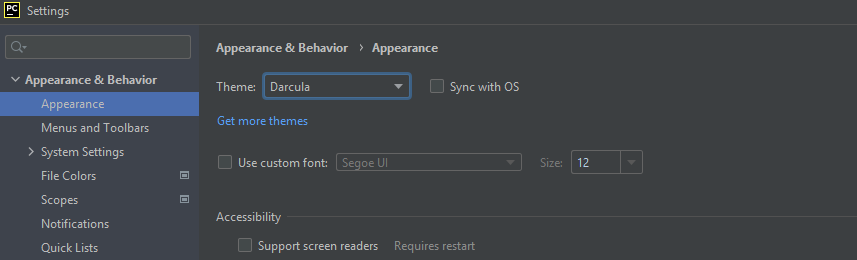 PC Settings
Appearance & Behavior
Appearance
Menus and Toolbars
System Settings
File Colors
Scopes
Notifications
Quick Lists
Appearance & Behavior › Appearance
Theme: Darcula Sync with OS
Get more themes
Use custom font: Segoe UI Size: 12
Accessibility
Support screen readers Requires restart